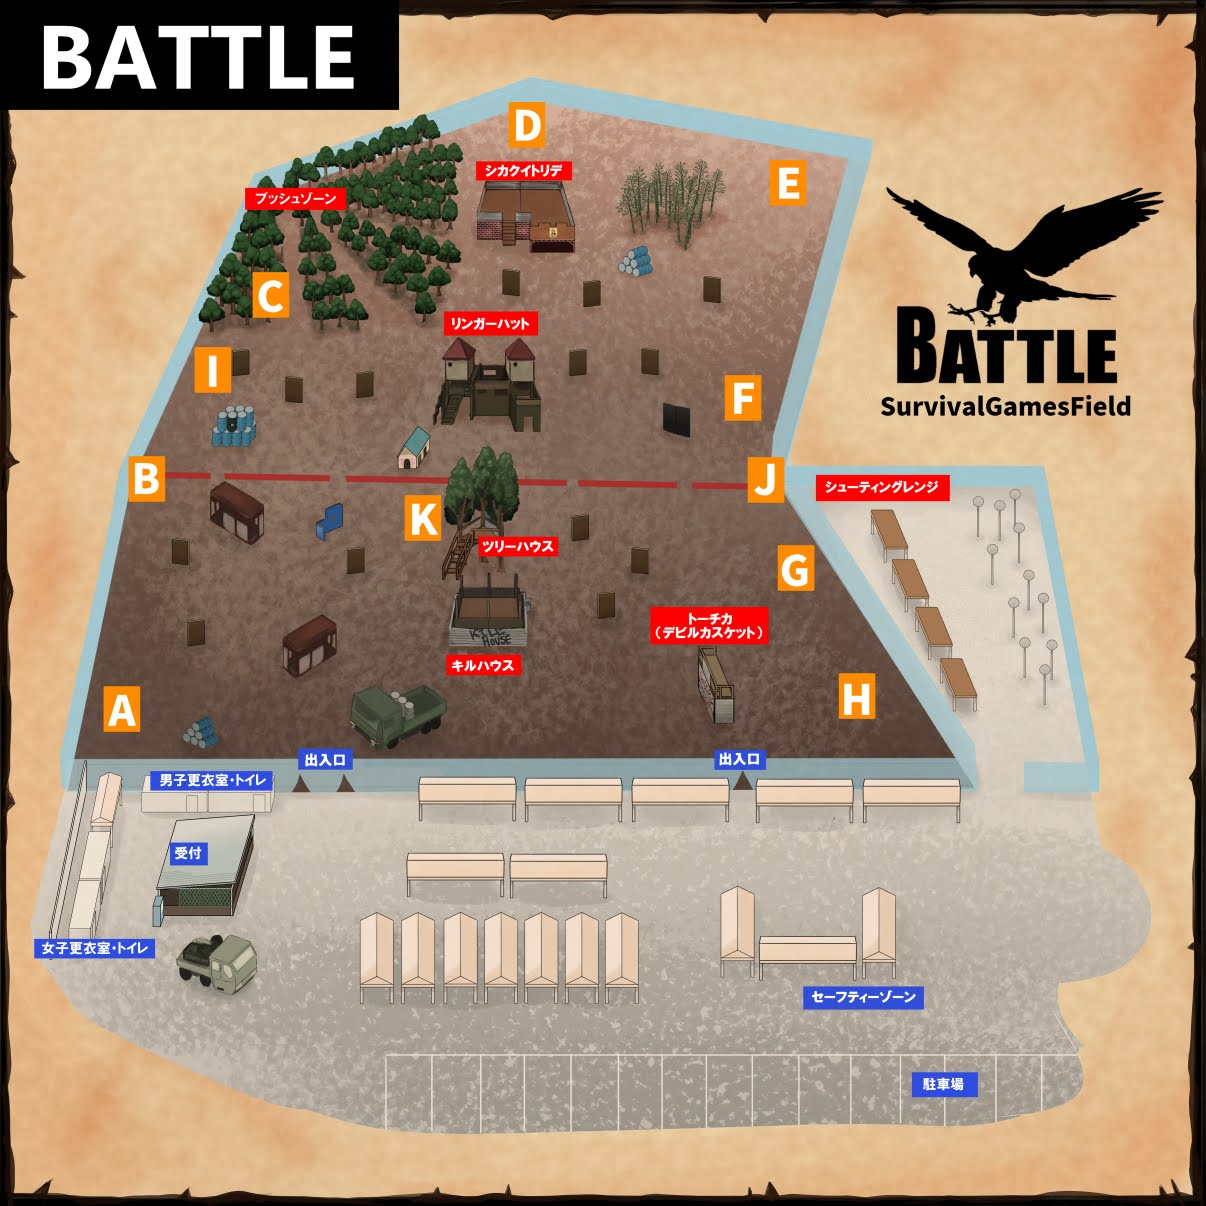 BATTLE
D
シカクイトリデ
E
ブッシュゾーン
C
リンガーハット
BATTLE
SurvivalGamesField
I
F
B
J
シューティングレンジ
K
ツリーハウス
G
トーチカ
（デビルカスケット）
KILL
HOUSE
キルハウス
A
H
出入口
出入口
男子更衣室・トイレ
受付
女子更衣室・トイレ
セーフティーゾーン
駐車場